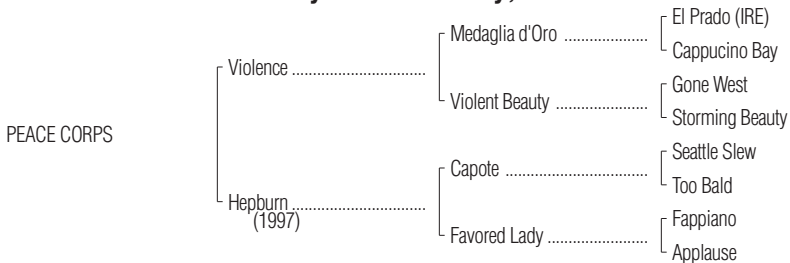 El Prado (IRE)
Medaglia d'Oro ....................
Cappucino Bay
Violence ................................
Gone West
Violent Beauty ......................
Storming Beauty
PEACE CORPS
Seattle Slew
Capote ..................................
Too Bald
Hepburn ................................
(1997)
Fappiano
Favored Lady ........................
Applause